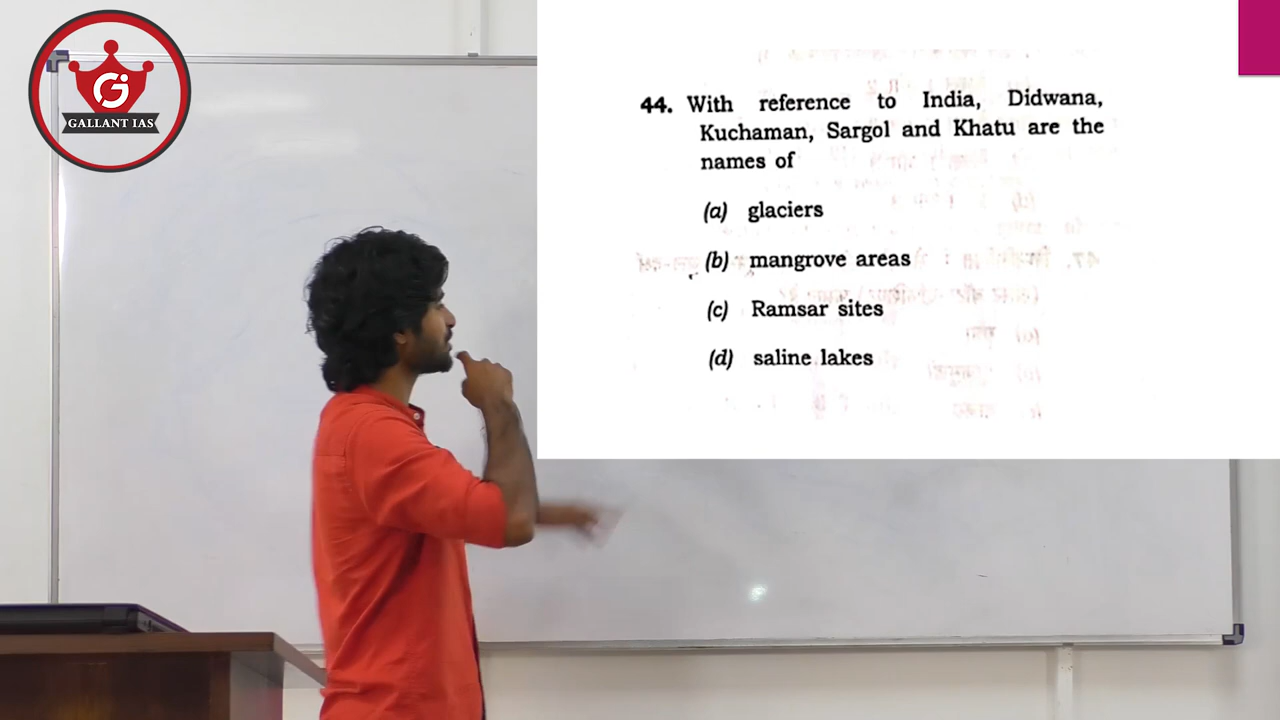 GALLANT IAS
44. With reference to India, Didwana,
Kuchaman, Sargol and Khatu are the
names of
(a) glaciers
(b) mangrove areas
(c) Ramsar sites
(d) saline lakes